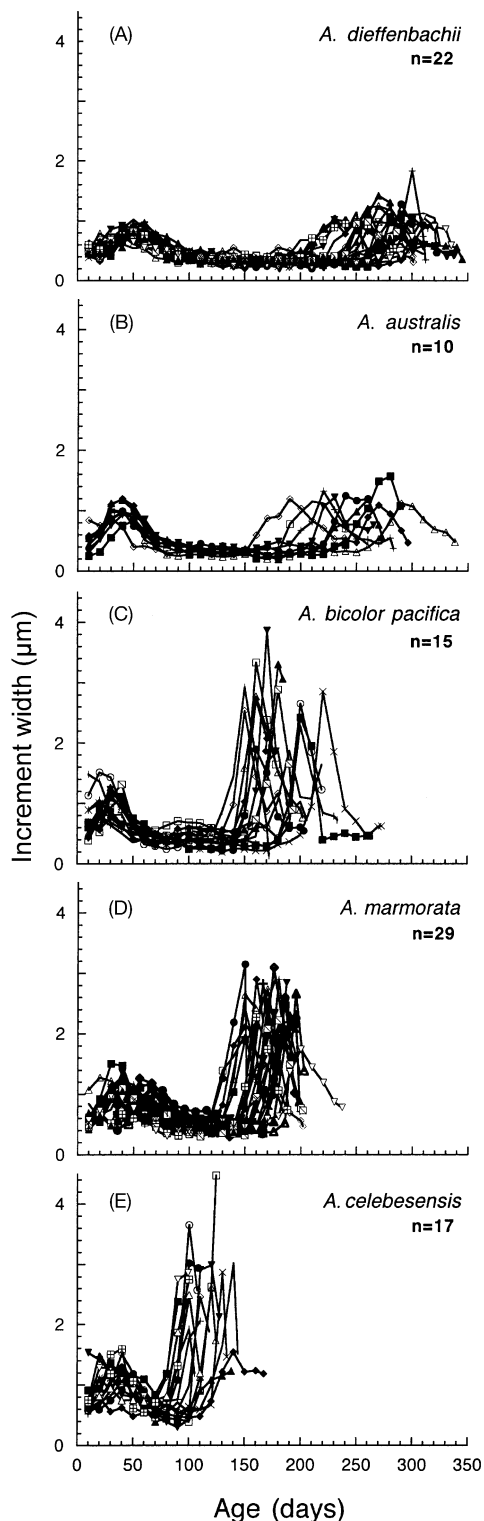 (A) A. dieffenbachii
n=22
4
2
0
(B) A. australis
n=10
4
2
0
(C) A. bicolor pacifica
n=15
4
2
0
(D) A. marmorata
n=29
4
2
0
(E) A. celebesensis
n=17
4
2
0
Increment width (μm)
0 50 100 150 200 250 300 350
Age (days)